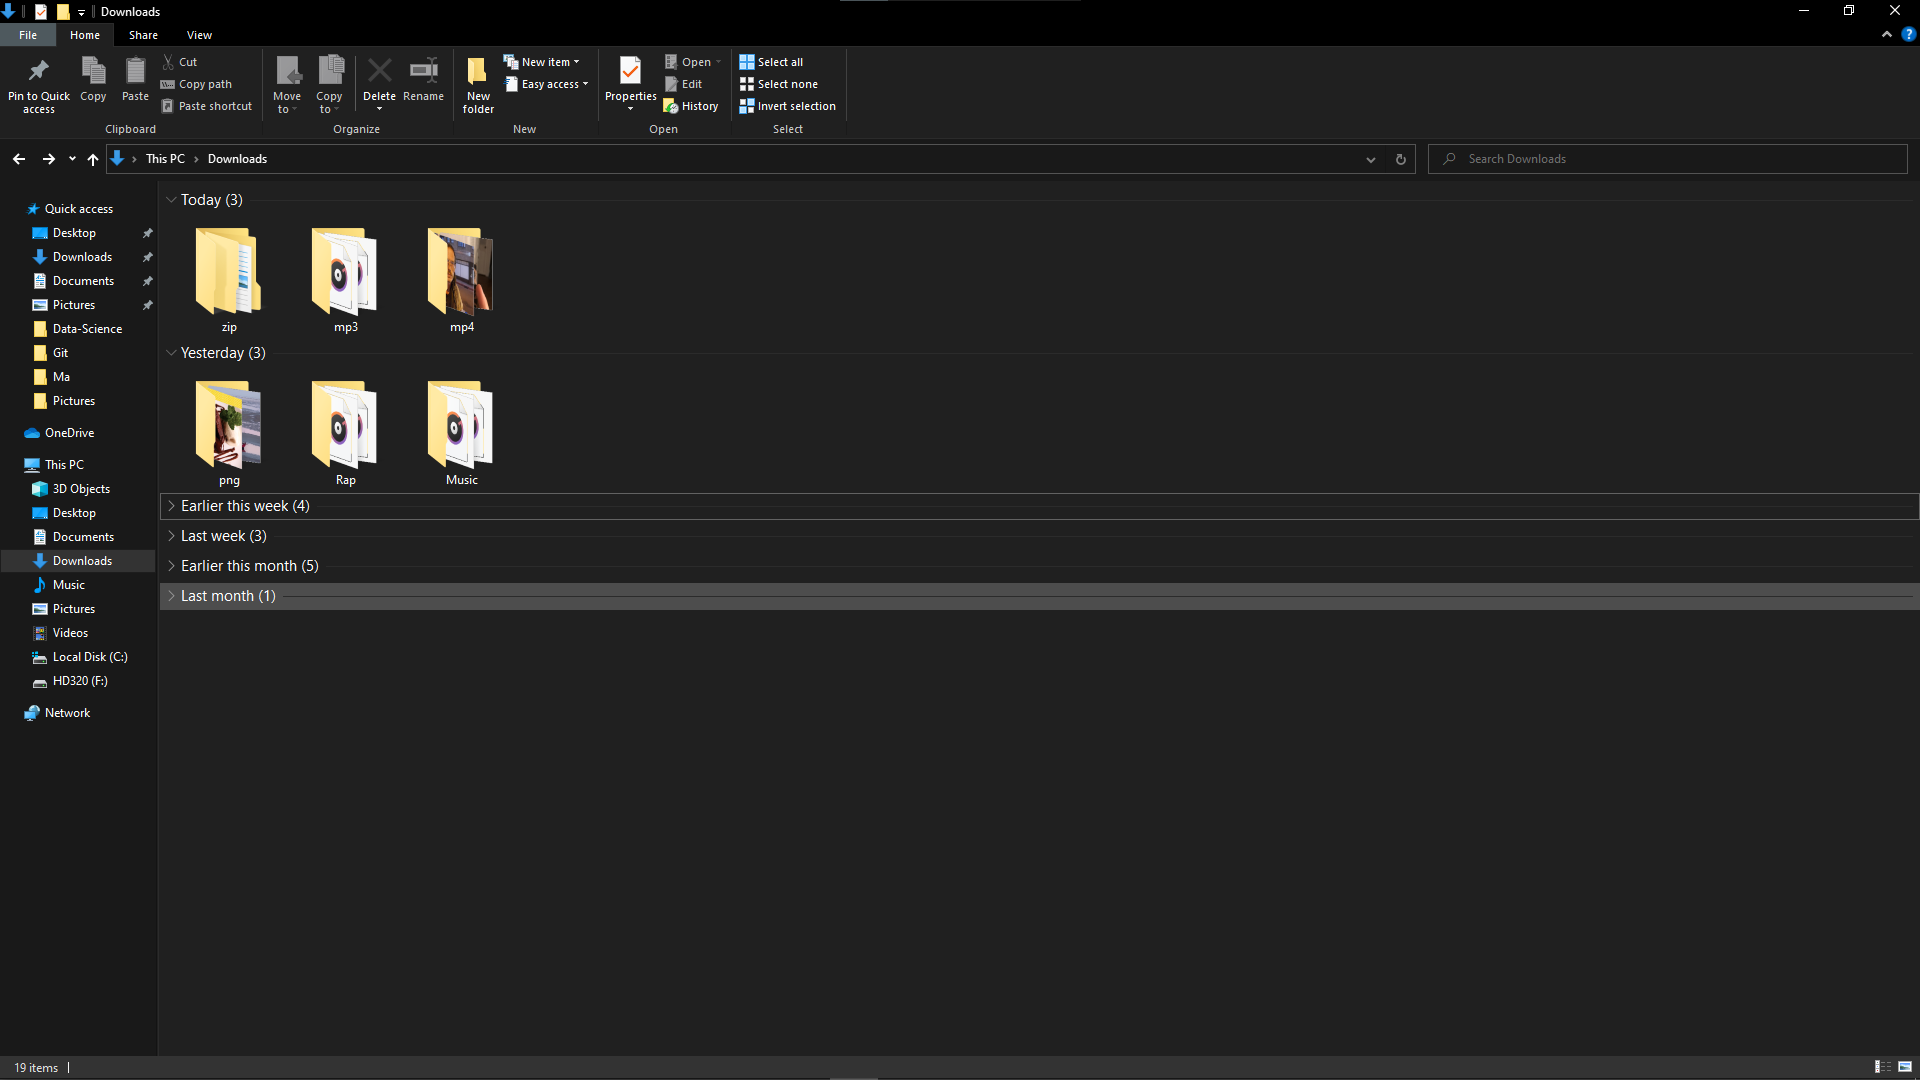 Downloads
File Home Share View
Pin to Quick access
Copy
Paste
Cut
Copy path
Paste shortcut
Clipboard
Move to
Copy to
Delete
Rename
Organize
New folder
New item
Easy access
New
Properties
Open
Edit
History
Open
Select all
Select none
Invert selection
Select
This PC Downloads
Search Downloads
Quick access
Desktop
Downloads
Documents
Pictures
Data-Science
Git
Ma
Pictures
OneDrive
This PC
3D Objects
Desktop
Documents
Downloads
Music
Pictures
Videos
Local Disk (C:)
HD320 (F:)
Network
Today (3)
zip mp3 mp4
Yesterday (3)
png Rap Music
Earlier this week (4)
Last week (3)
Earlier this month (5)
Last month (1)
19 items